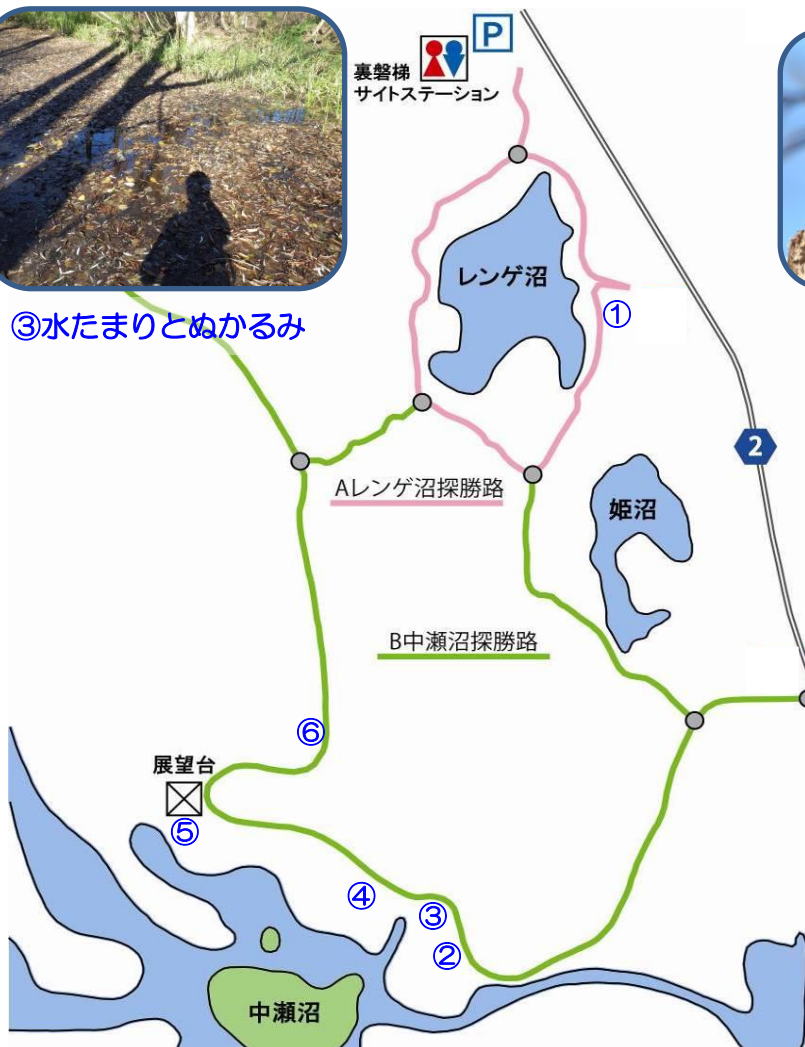 P
裏磐梯
サイトステーション
レンゲ沼
③水たまりとぬかるみ
①
2
Aレンゲ沼探勝路
姫沼
B中瀬沼探勝路
⑥
展望台
⑤
④
③
②
中瀬沼